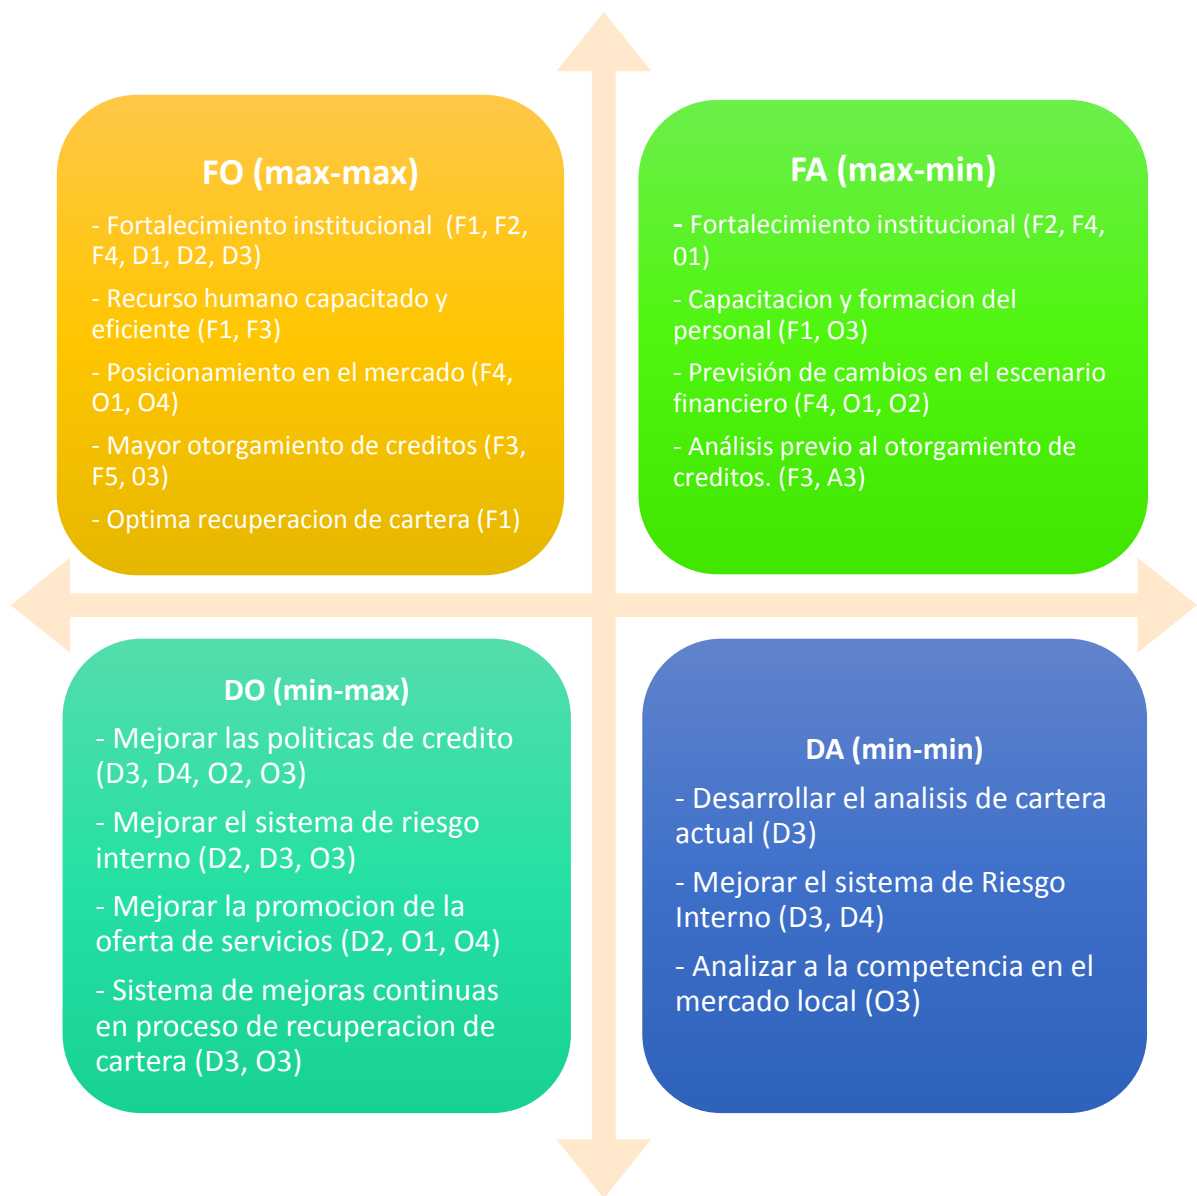 FO (max-max)
- Fortalecimiento institucional  (F1, F2,
F4, D1, D2, D3)
- Recurso humano capacitado y
eficiente (F1, F3)
- Posicionamiento en el mercado (F4,
O1, O4)
- Mayor otorgamiento de creditos (F3,
F5, 03)
- Optima recuperacion de cartera (F1)
FA (max-min)
- Fortalecimiento institucional (F2, F4,
01)
- Capacitacion y formacion del
personal (F1, O3)
- Previsión de cambios en el escenario
financiero (F4, O1, O2)
- Análisis previo al otorgamiento de
creditos. (F3, A3)
DO (min-max)
- Mejorar las politicas de credito
(D3, D4, O2, O3)
- Mejorar el sistema de riesgo
interno (D2, D3, O3)
- Mejorar la promocion de la
oferta de servicios (D2, O1, O4)
- Sistema de mejoras continuas
en proceso de recuperacion de
cartera (D3, O3)
DA (min-min)
- Desarrollar el analisis de cartera
actual (D3)
- Mejorar el sistema de Riesgo
Interno (D3, D4)
- Analizar a la competencia en el
mercado local (O3)